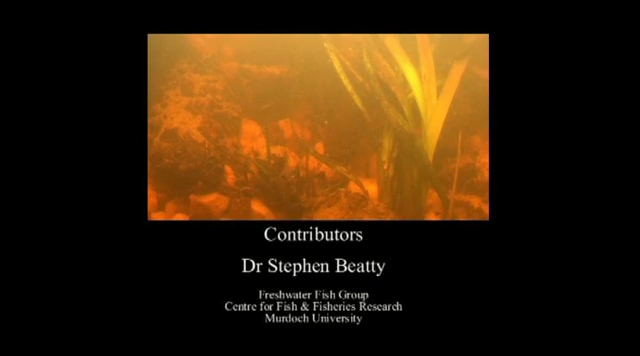 Contributors
Dr Stephen Beatty
Freshwater Fish Group
Centre for Fish & Fisheries Research
Murdoch University